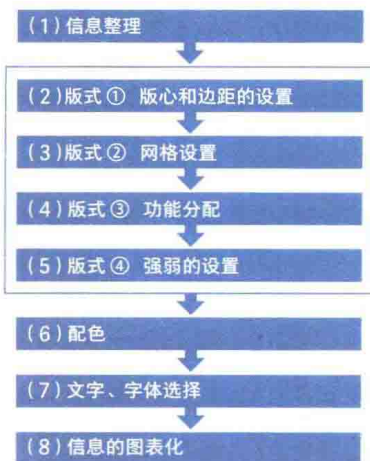 (1)信息整理
(2)版式① 版心和边距的设置
(3)版式② 网格设置
(4)版式③ 功能分配
(5)版式④ 强弱的设置
(6)配色
(7)文字、字体选择
(8)信息的图表化